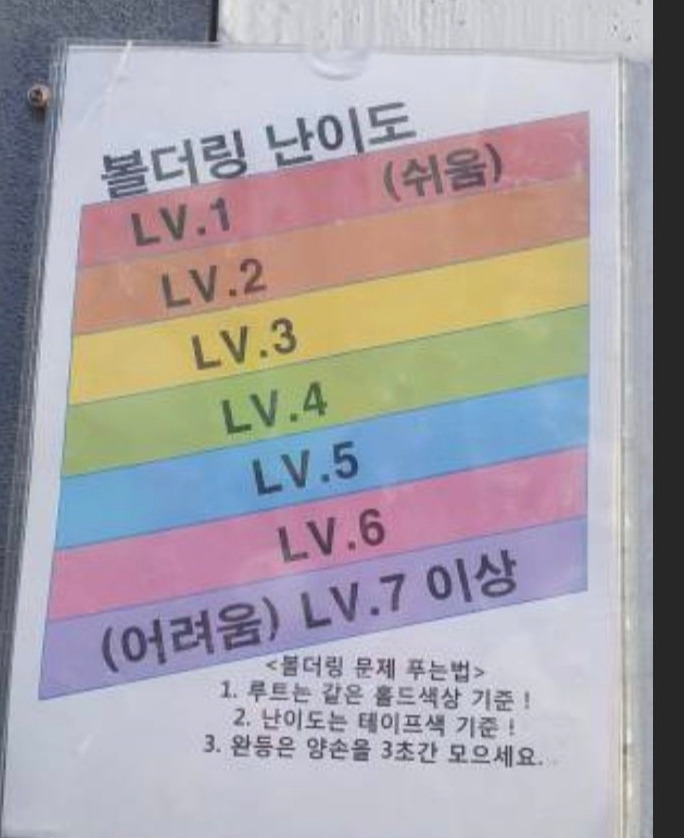 볼더링 난이도
LV.1 (쉬움)
LV.2
LV.3
LV.4
LV.5
LV.6
(어려움) LV.7 이상
<볼더링 문제 푸는법>
1. 루트는 같은 홀드색상 기준 !
2. 난이도는 테이프색 기준 !
3. 완등은 양손을 3초간 모으세요.